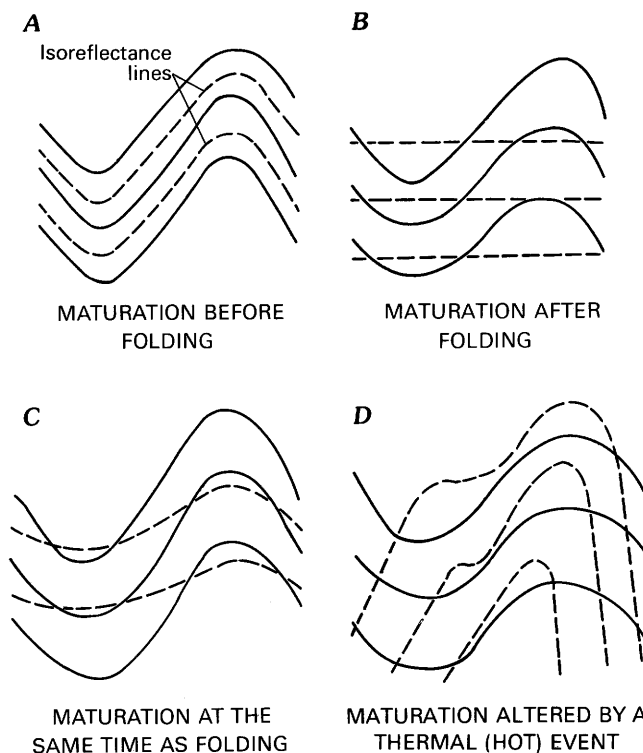 A
Isoreflectance
lines
MATURATION BEFORE
FOLDING
B
MATURATION AFTER
FOLDING
C
MATURATION AT THE
SAME TIME AS FOLDING
D
MATURATION ALTERED BY A
THERMAL (HOT) EVENT